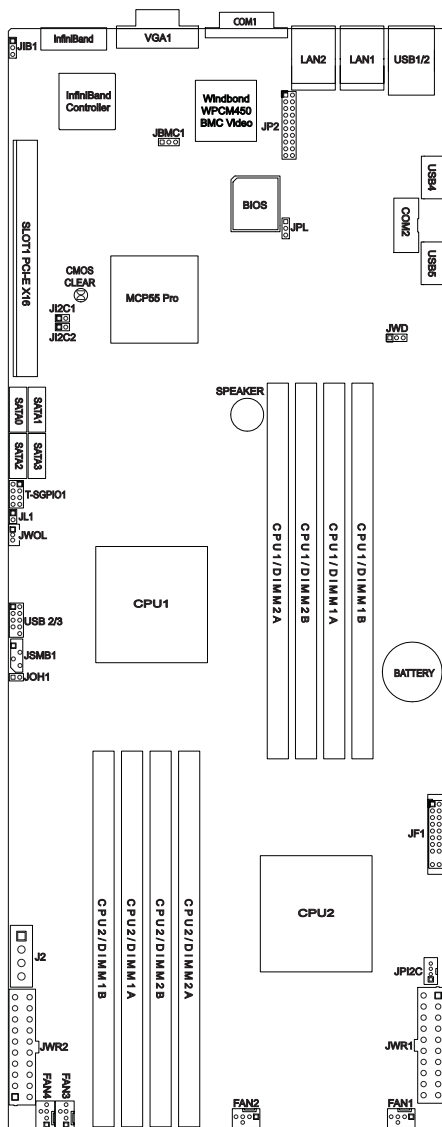 COM1
JIB1
InfiniBand
VGA1
LAN2
LAN1
USB1/2
InfiniBand
Controller
Windbond
WPCM450
BMC Video
JP2
JBMC1
USB4
BIOS
COM2
JPL
SLOT1 PCI-E X16
USB5
CMOS
CLEAR
MCP55 Pro
JI2C1
JI2C2
JWD
SPEAKER
SATA0
SATA1
SATA2
SATA3
T-SGPIO1
JL1
JWOL
CPU1/DIMM2A
CPU1/DIMM2B
CPU1/DIMM1A
CPU1/DIMM1B
CPU1
USB 2/3
JSMB1
JOH1
BATTERY
JF1
CPU2/DIMM1B
CPU2/DIMM1A
CPU2/DIMM2B
CPU2/DIMM2A
CPU2
J2
JPI2C
JWR2
JWR1
FAN4
FAN3
FAN2
FAN1